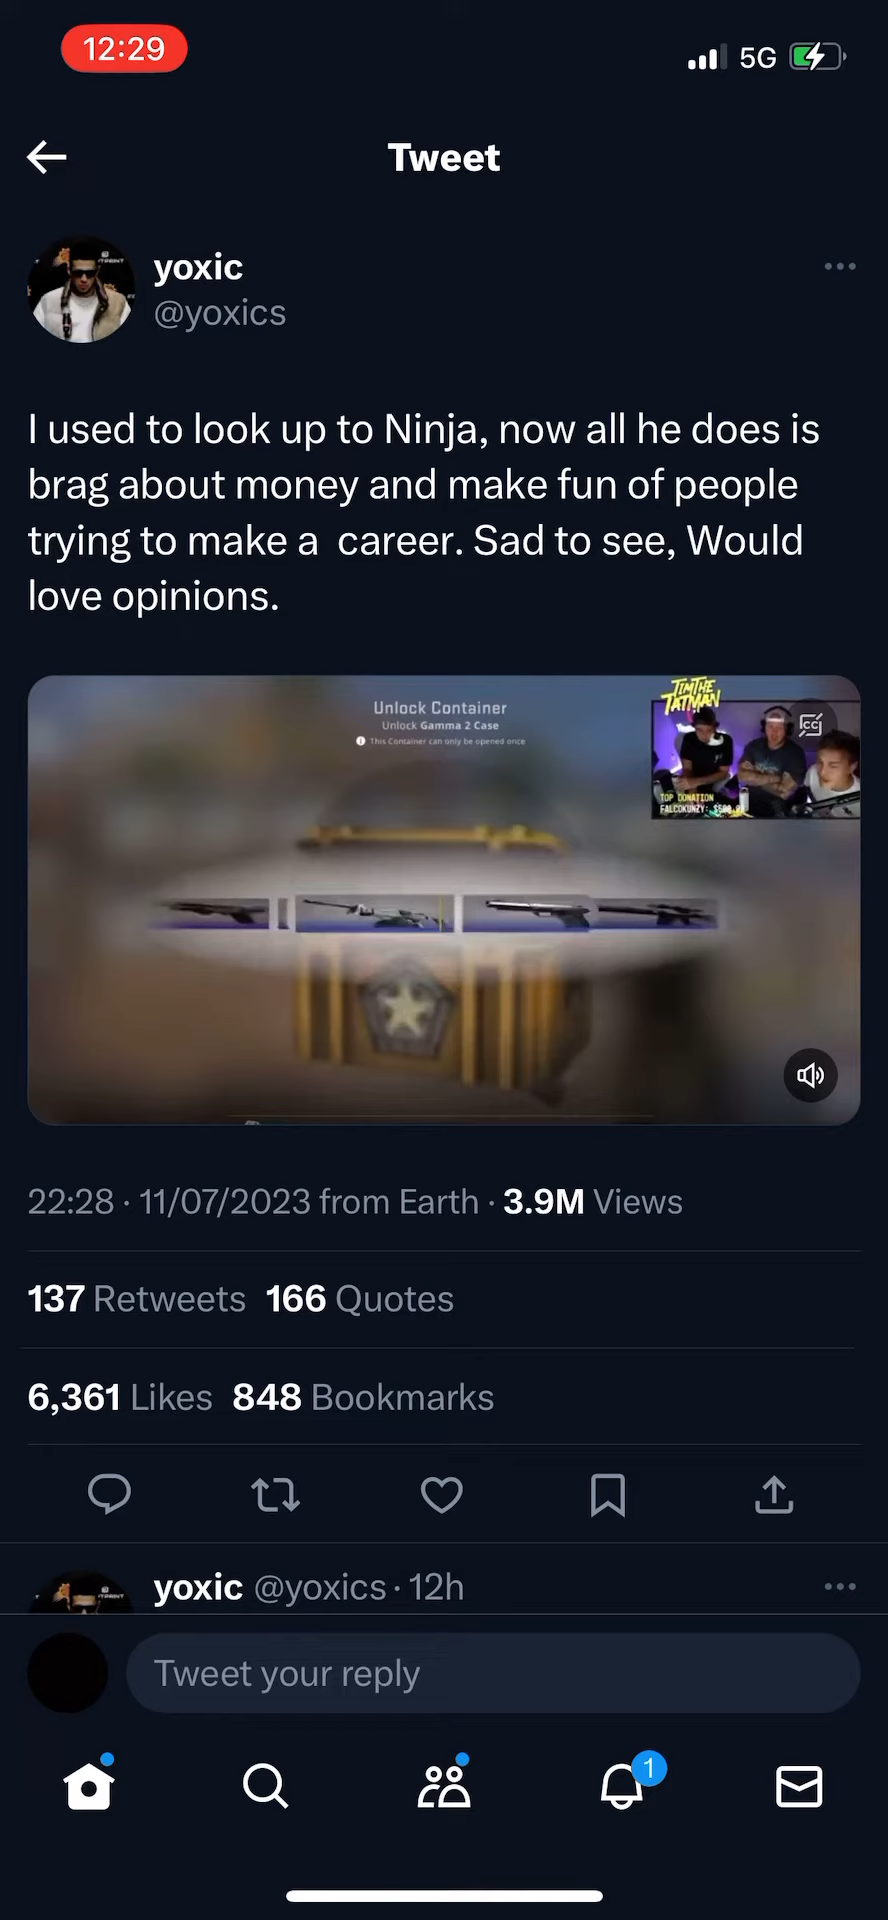 12:29
5G
Tweet
yoxic
@yoxics
I used to look up to Ninja, now all he does is
brag about money and make fun of people
trying to make a  career. Sad to see, Would
love opinions.
Unlock Container
Unlock Gamma 2 Case
This Container can only be opened once
TIMTHE
TATMAN
CC
TOP DONATION
FALCOKUNZY:
22:28 · 11/07/2023 from Earth · 3.9M Views
137 Retweets 166 Quotes
6,361 Likes 848 Bookmarks
yoxic @yoxics · 12h
Tweet your reply
1